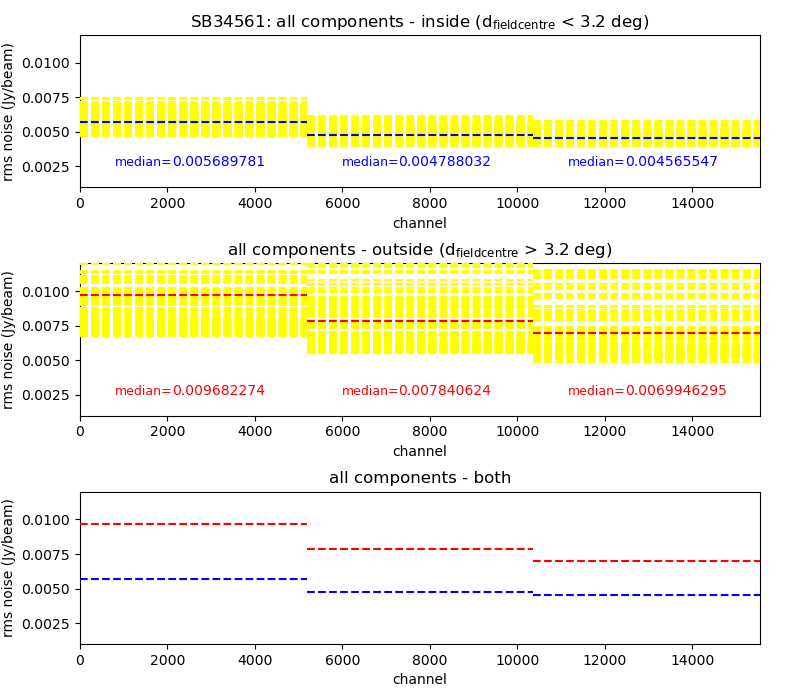 SB34561: all components - inside (dfieldcentre < 3.2 deg)
rms noise (Jy/beam)
0.0100
0.0075
0.0050
0.0025
median=0.005689781 median=0.004788032 median=0.004565547
0 2000 4000 6000 8000 10000 12000 14000
channel
all components - outside (dfieldcentre > 3.2 deg)
rms noise (Jy/beam)
0.0100
0.0075
0.0050
0.0025
median=0.009682274 median=0.007840624 median=0.0069946295
0 2000 4000 6000 8000 10000 12000 14000
channel
all components - both
rms noise (Jy/beam)
0.0100
0.0075
0.0050
0.0025
0 2000 4000 6000 8000 10000 12000 14000
channel